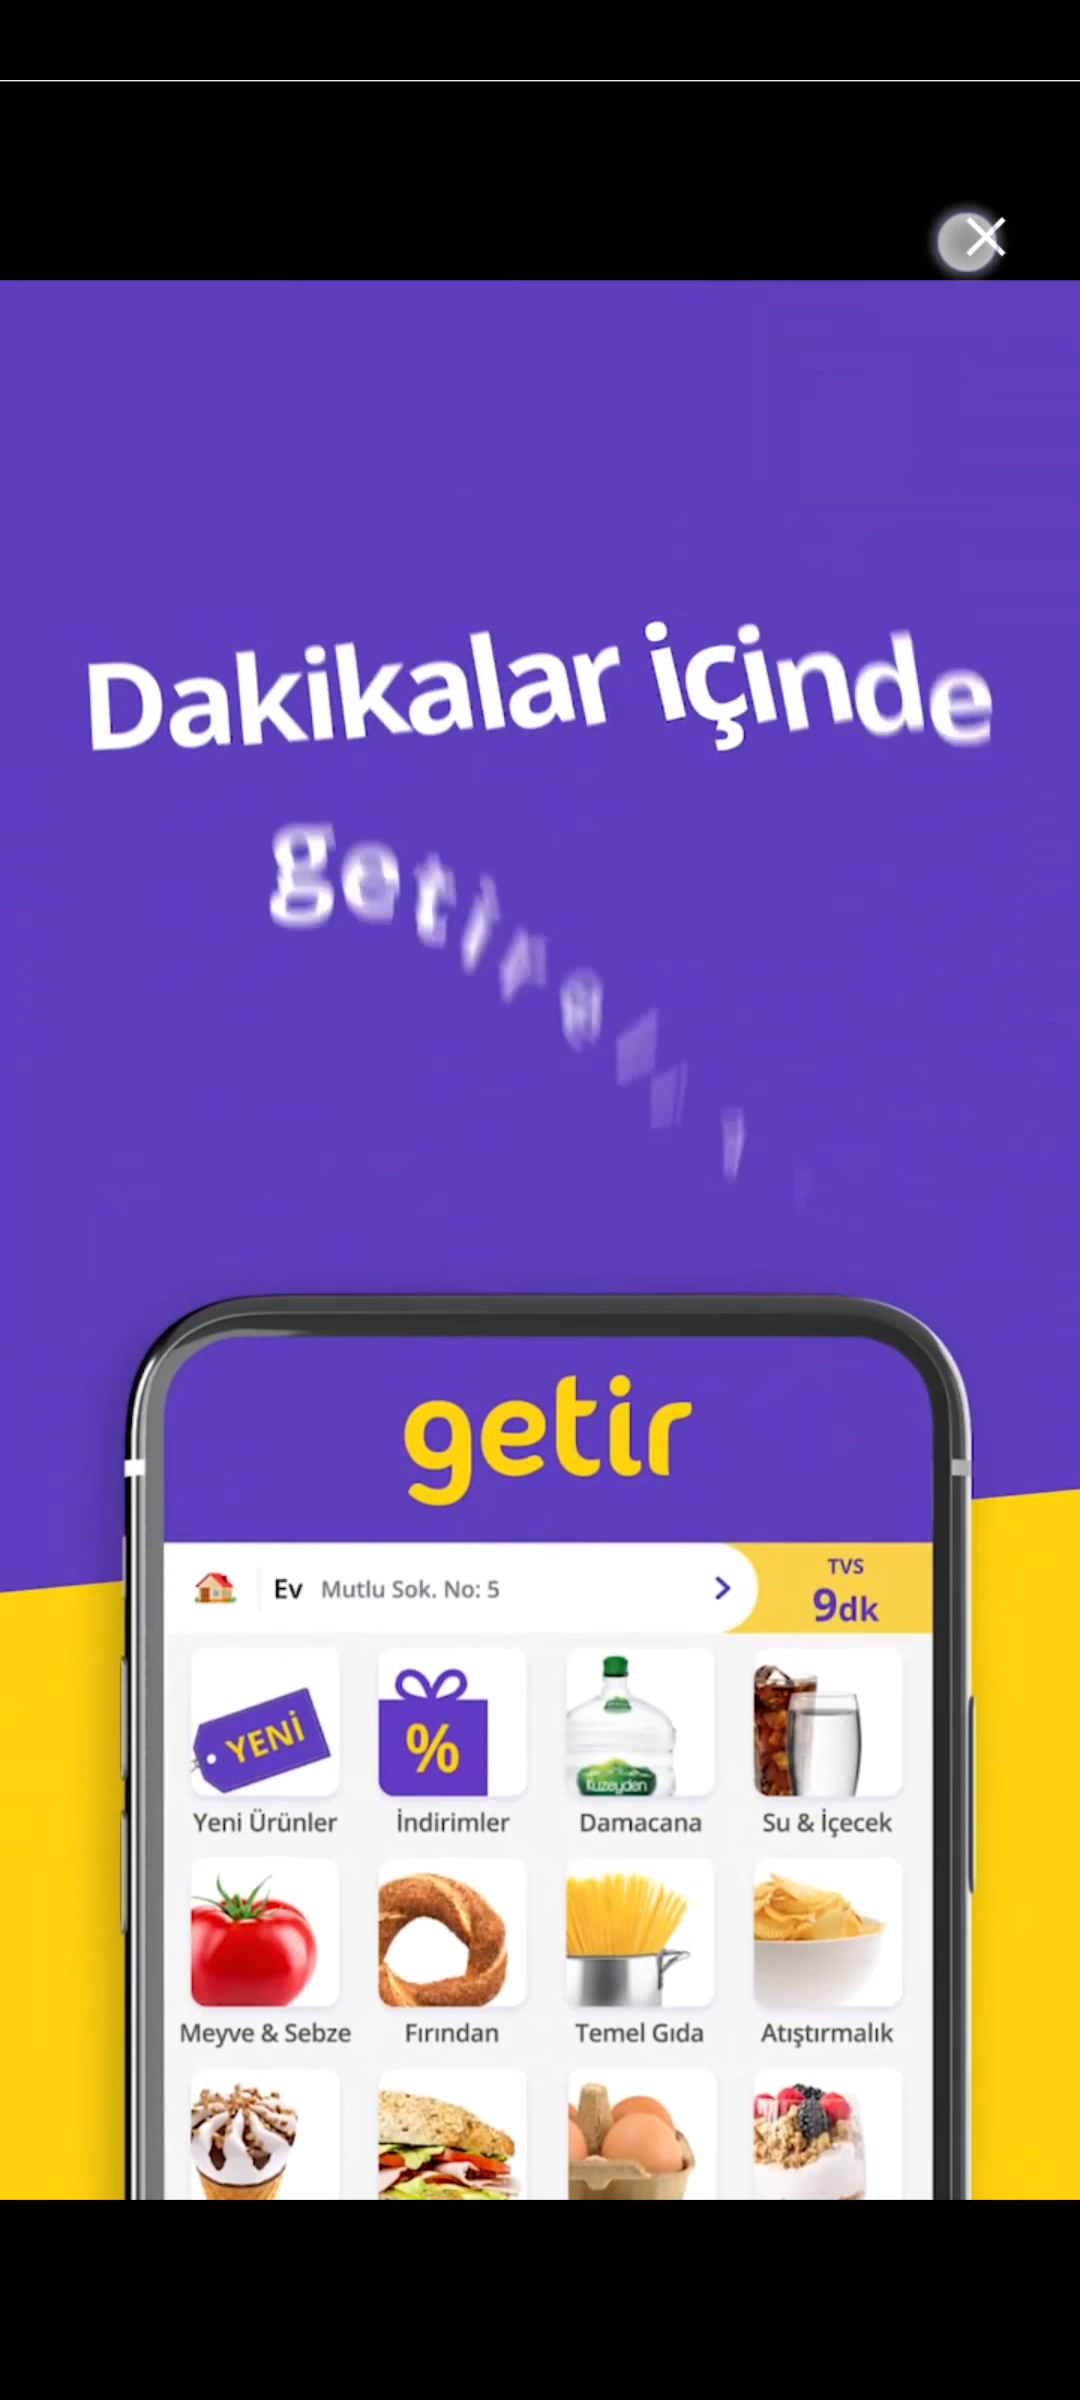 Dakikalar içinde
getir
Ev Mutlu Sok. No: 5
TVS
9dk
YENİ
%
Kuzeyden
Yeni Ürünler İndirimler Damacana Su & İçecek
Meyve & Sebze Fırından Temel Gıda Atıştırmalık